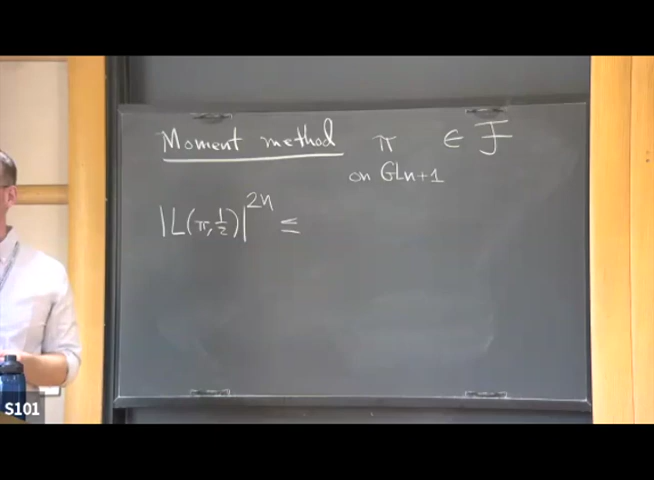 Moment method π ∈ F
on GLn+1
|L(π,1/2)|^2n ≤
S101